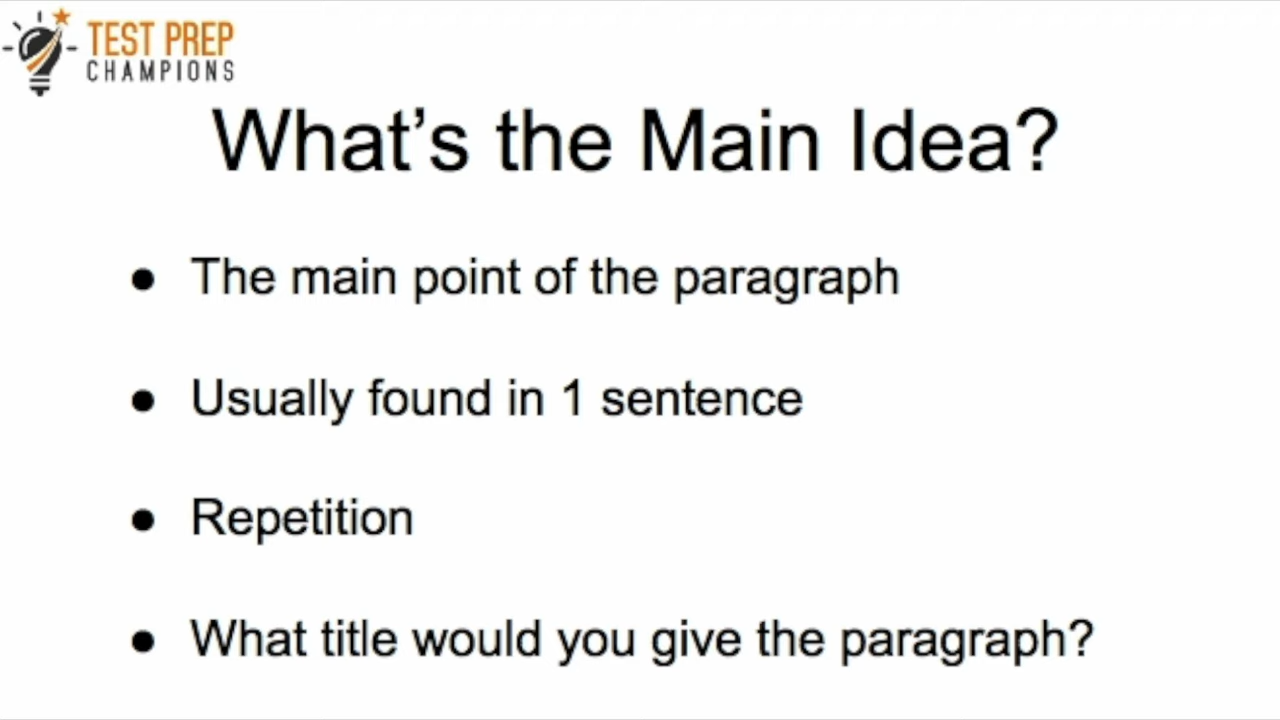 TEST PREP
CHAMPIONS
What's the Main Idea?
● The main point of the paragraph
● Usually found in 1 sentence
● Repetition
● What title would you give the paragraph?